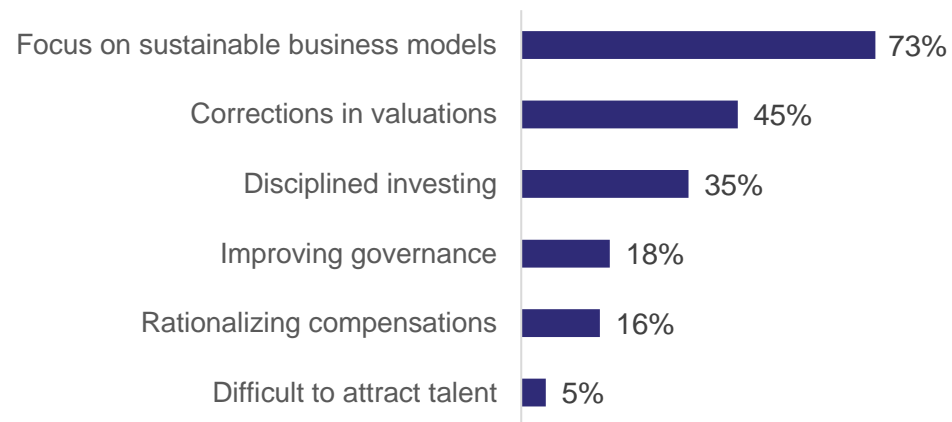 Focus on sustainable business models 73%
Corrections in valuations 45%
Disciplined investing 35%
Improving governance 18%
Rationalizing compensations 16%
Difficult to attract talent 5%